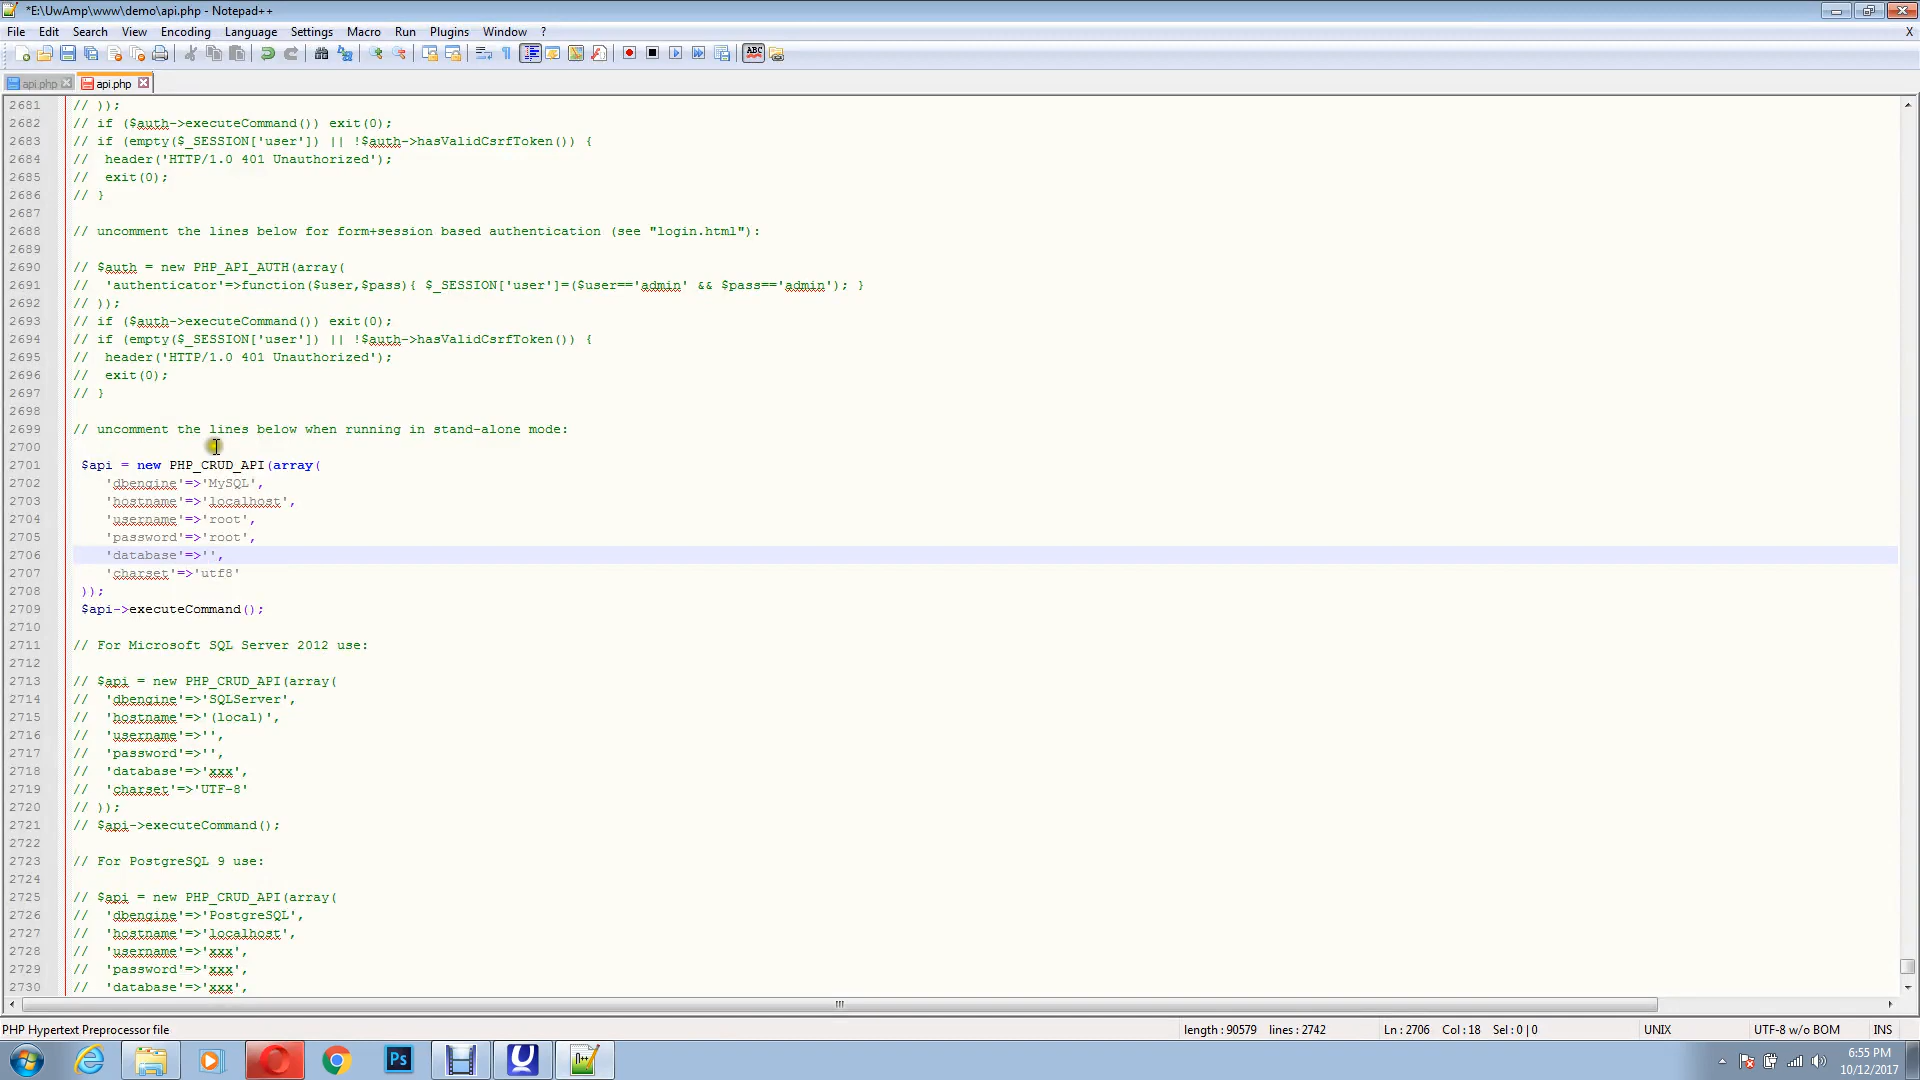 *E:\UwAmp\www\demo\api.php - Notepad++
File Edit Search View Encoding Language Settings Macro Run Plugins Window ? X
api.php api.php
2681 // ));
2682 // if ($auth->executeCommand()) exit(0);
2683 // if (empty($_SESSION['user']) || !$auth->hasValidCsrfToken()) {
2684 //  header('HTTP/1.0 401 Unauthorized');
2685 //  exit(0);
2686 // }
2687
2688 // uncomment the lines below for form+session based authentication (see "login.html"):
2689
2690 // $auth = new PHP_API_AUTH(array(
2691 //  'authenticator'=>function($user,$pass){ $_SESSION['user']=($user=='admin' && $pass=='admin'); }
2692 // ));
2693 // if ($auth->executeCommand()) exit(0);
2694 // if (empty($_SESSION['user']) || !$auth->hasValidCsrfToken()) {
2695 //  header('HTTP/1.0 401 Unauthorized');
2696 //  exit(0);
2697 // }
2698
2699 // uncomment the lines below when running in stand-alone mode:
2700
2701  $api = new PHP_CRUD_API(array(
2702     'dbengine'=>'MySQL',
2703     'hostname'=>'localhost',
2704     'username'=>'root',
2705     'password'=>'root',
2706     'database'=>'',
2707     'charset'=>'utf8'
2708  ));
2709  $api->executeCommand();
2710
2711 // For Microsoft SQL Server 2012 use:
2712
2713 // $api = new PHP_CRUD_API(array(
2714 //  'dbengine'=>'SQLServer',
2715 //  'hostname'=>'(local)',
2716 //  'username'=>'',
2717 //  'password'=>'',
2718 //  'database'=>'xxx',
2719 //  'charset'=>'UTF-8'
2720 // ));
2721 // $api->executeCommand();
2722
2723 // For PostgreSQL 9 use:
2724
2725 // $api = new PHP_CRUD_API(array(
2726 //  'dbengine'=>'PostgreSQL',
2727 //  'hostname'=>'localhost',
2728 //  'username'=>'xxx',
2729 //  'password'=>'xxx',
2730 //  'database'=>'xxx',
PHP Hypertext Preprocessor file length : 90579 lines : 2742 Ln : 2706 Col : 18 Sel : 0 | 0 UNIX UTF-8 w/o BOM INS
6:55 PM
10/12/2017